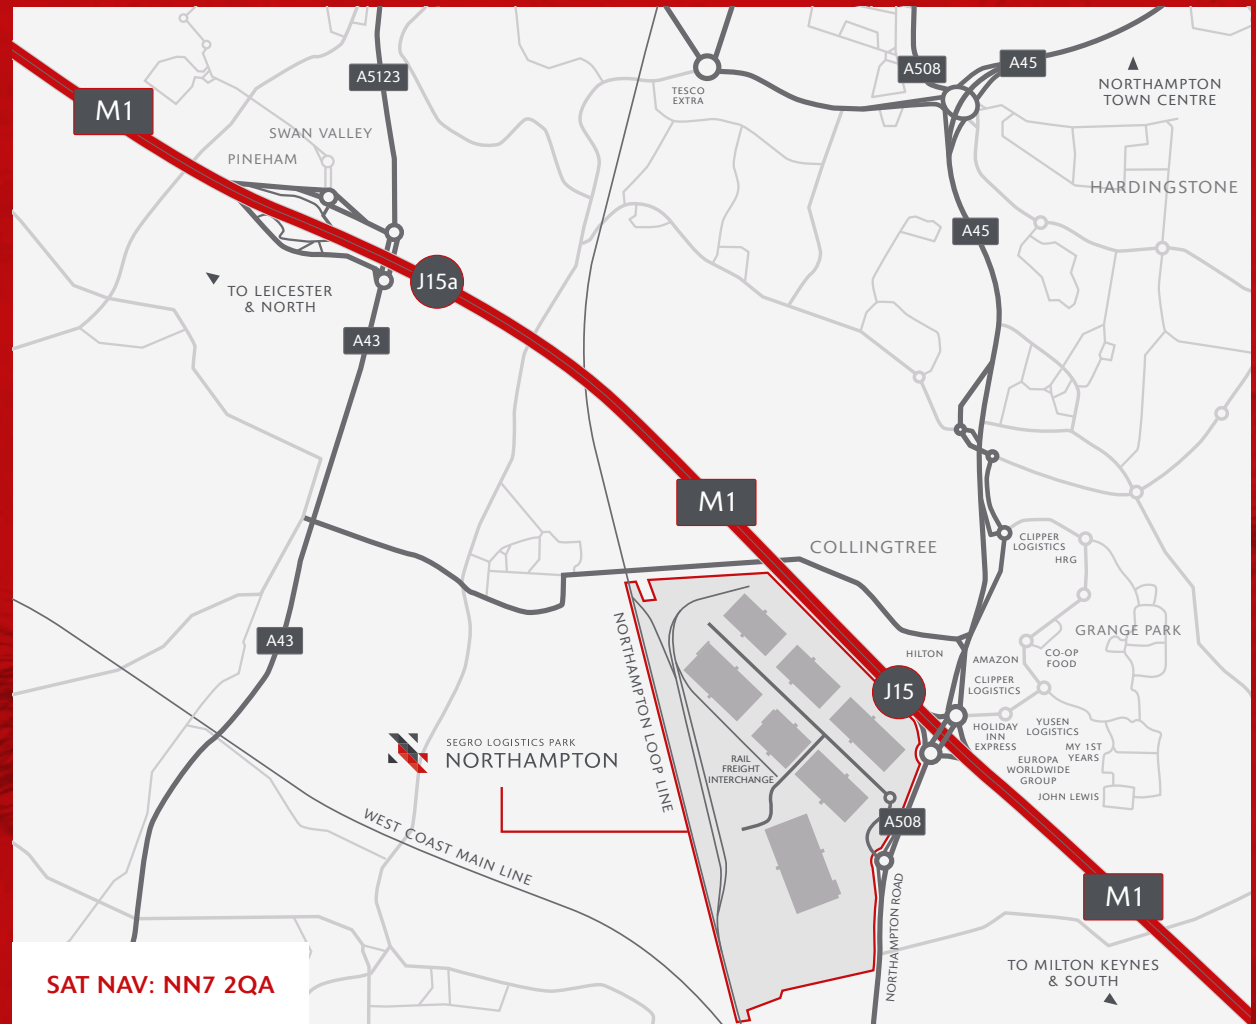 A5123
A508
A45
NORTHAMPTON
TOWN CENTRE
TESCO
EXTRA
M1
SWAN VALLEY
PINEHAM
HARDINGSTONE
A45
J15a
TO LEICESTER
& NORTH
A43
M1
COLLINGTREE
CLIPPER
LOGISTICS
HRG
GRANGE PARK
A43
HILTON
AMAZON
CO-OP
FOOD
CLIPPER
LOGISTICS
J15
NORTHAMPTON LOOP LINE
HOLIDAY
INN
EXPRESS
YUSEN
LOGISTICS
MY 1ST
YEARS
EUROPA
WORLDWIDE
GROUP
JOHN LEWIS
SEGRO LOGISTICS PARK
NORTHAMPTON
RAIL
FREIGHT
INTERCHANGE
A508
WEST COAST MAIN LINE
NORTHAMPTON ROAD
M1
TO MILTON KEYNES
& SOUTH
SAT NAV: NN7 2QA